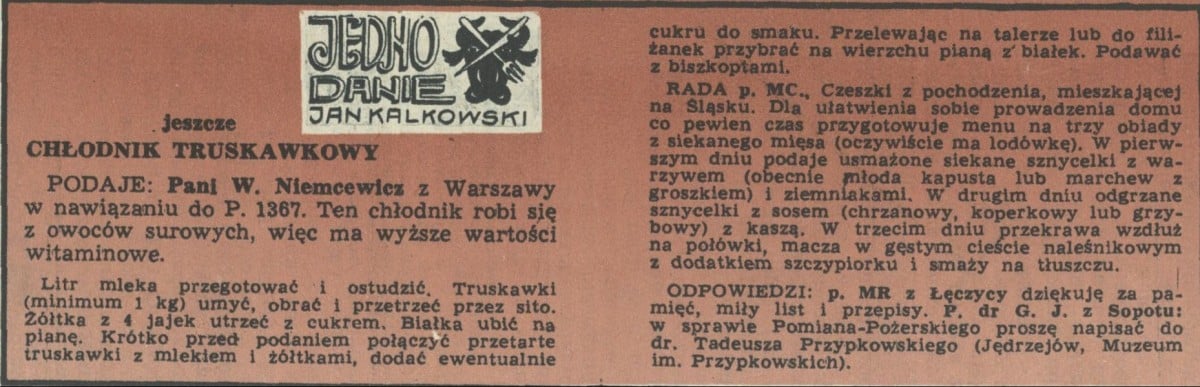 JEDNO
DANIE
JAN KALKOWSKI
jeszcze
CHŁODNIK TRUSKAWKOWY
PODAJE: Pani W. Niemcewicz z Warszawy
w nawiązaniu do P. 1367. Ten chłodnik robi się
z owoców surowych, więc ma wyższe wartości
witaminowe.
Litr mleka przegotować i ostudzić. Truskawki
(minimum 1 kg) umyć, obrać i przetrzeć przez sito.
Żółtka z 4 jajek utrzeć z cukrem. Białka ubić na
pianę. Krótko przed podaniem połączyć przetarte
truskawki z mlekiem i żółtkami, dodać ewentualnie
cukru do smaku. Przelewając na talerze lub do fili-
żanek przybrać na wierzchu pianą z białek. Podawać
z biszkoptami.
RADA p. MC., Czeszki z pochodzenia, mieszkającej
na Śląsku. Dla ułatwienia sobie prowadzenia domu
co pewien czas przygotowuje menu na trzy obiady
z siekanego mięsa (oczywiście ma lodówkę). W pierw-
szym dniu podaje usmażone siekane sznycelki z wa-
rzywem (obecnie młoda kapusta lub marchew z
groszkiem) i ziemniakami. W drugim dniu odgrzane
sznycelki z sosem (chrzanowy, koperkowy lub grzy-
bowy) z kaszą. W trzecim dniu przekrawa wzdłuż
na połówki, macza w gęstym cieście naleśnikowym
z dodatkiem szczypiorku i smaży na tłuszczu.
ODPOWIEDZI: p. MR z Łęczycy dziękuję za pa-
mięć, miły list i przepisy. P. dr G. J. z Sopotu:
w sprawie Pomiana-Pożerskiego proszę napisać do
dr. Tadeusza Przypkowskiego (Jędrzejów, Muzeum
im. Przypkowskich).